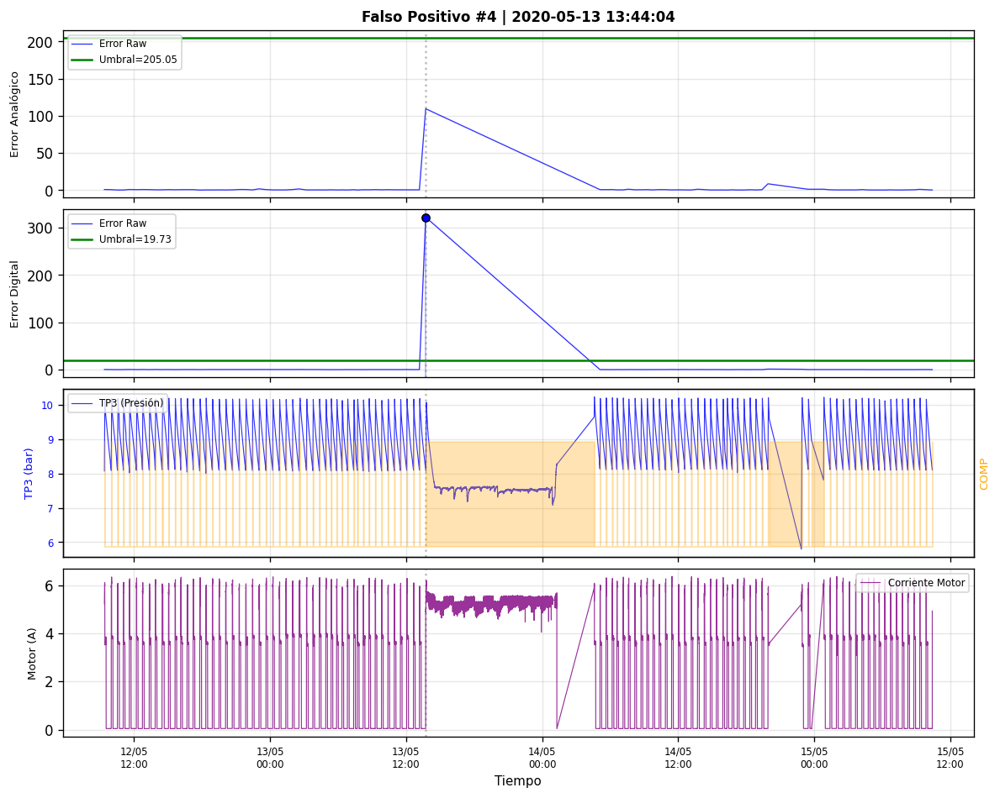 Falso Positivo #4 | 2020-05-13 13:44:04
Error Analógico
200
150
100
50
0
Error Raw
Umbral=205.05
Error Digital
300
200
100
0
Error Raw
Umbral=19.73
TP3 (bar)
10
9
8
7
6
TP3 (Presión)
COMP
Motor (A)
6
4
2
0
Corriente Motor
12/05
12:00
13/05
00:00
13/05
12:00
14/05
00:00
14/05
12:00
15/05
00:00
15/05
12:00
Tiempo